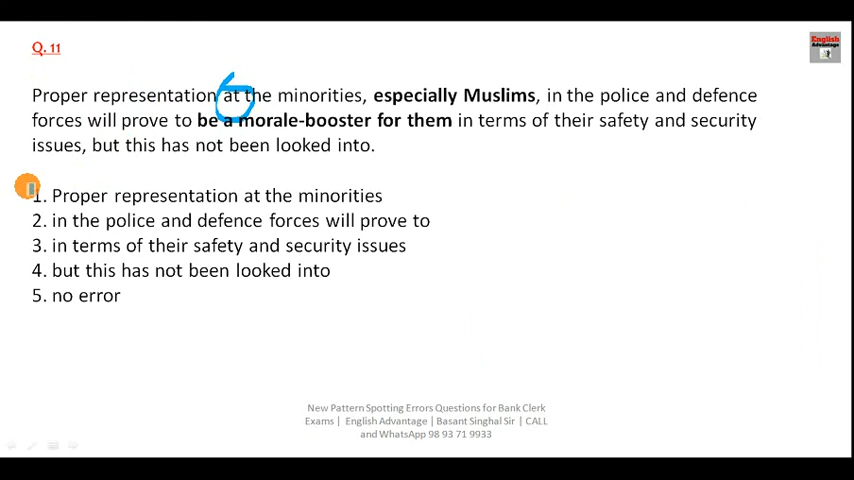 Q. 11
English
Advantage
Proper representation at the minorities, especially Muslims, in the police and defence
forces will prove to be a morale-booster for them in terms of their safety and security
issues, but this has not been looked into.
1. Proper representation at the minorities
2. in the police and defence forces will prove to
3. in terms of their safety and security issues
4. but this has not been looked into
5. no error
New Pattern Spotting Errors Questions for Bank Clerk
Exams | English Advantage | Basant Singhal Sir | CALL
and WhatsApp 98 93 71 9933